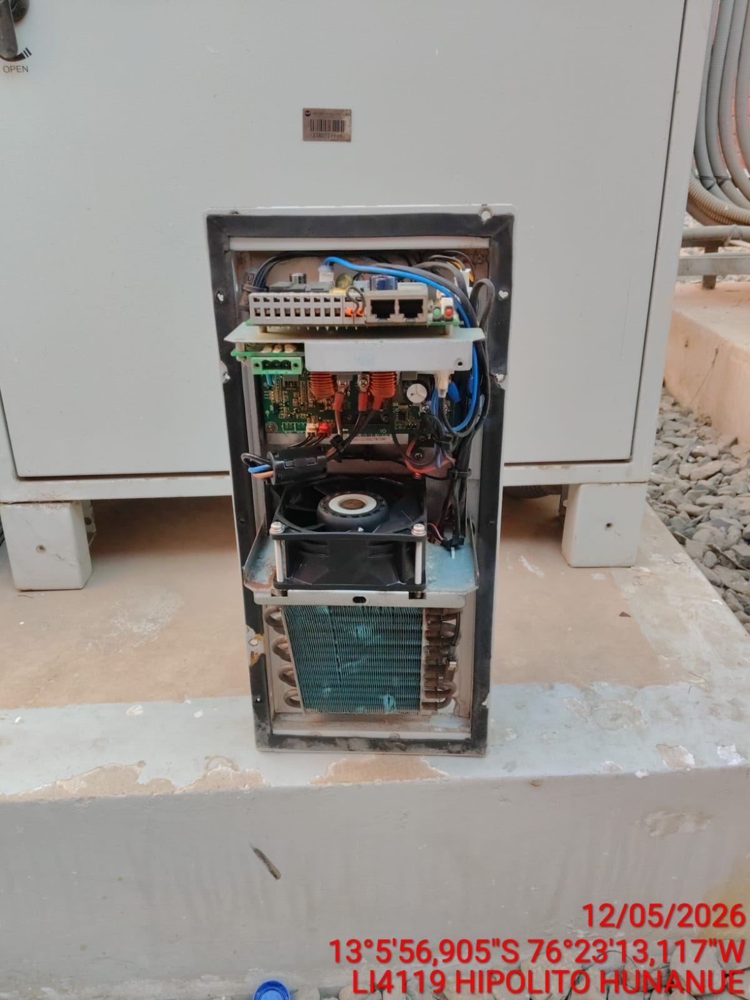 OPEN
12/05/2026
13°5'56,905"S 76°23'13,117"W
LI4119 HIPOLITO HUNANUE